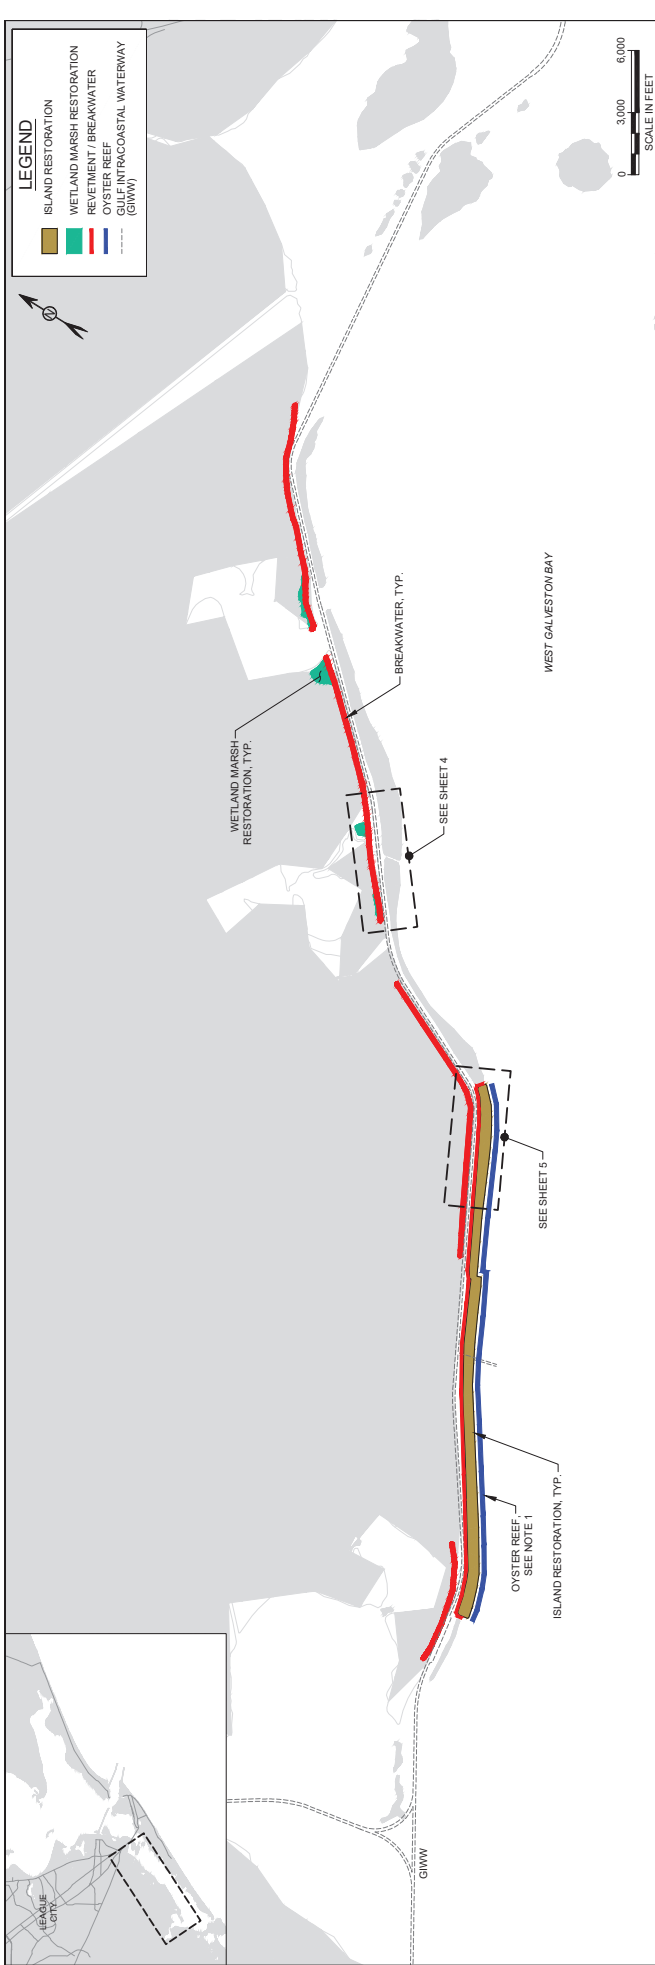 LEGEND
ISLAND RESTORATION
WETLAND MARSH RESTORATION
REVETMENT / BREAKWATER
OYSTER REEF
GULF INTRACOASTAL WATERWAY
(GIWW)
N
0 3,000 6,000
SCALE IN FEET
WEST GALVESTON BAY
BREAKWATER, TYP.
WETLAND MARSH
RESTORATION, TYP.
SEE SHEET 4
SEE SHEET 5
OYSTER REEF,
SEE NOTE 1
ISLAND RESTORATION, TYP.
GIWW
LEAGUE
CITY